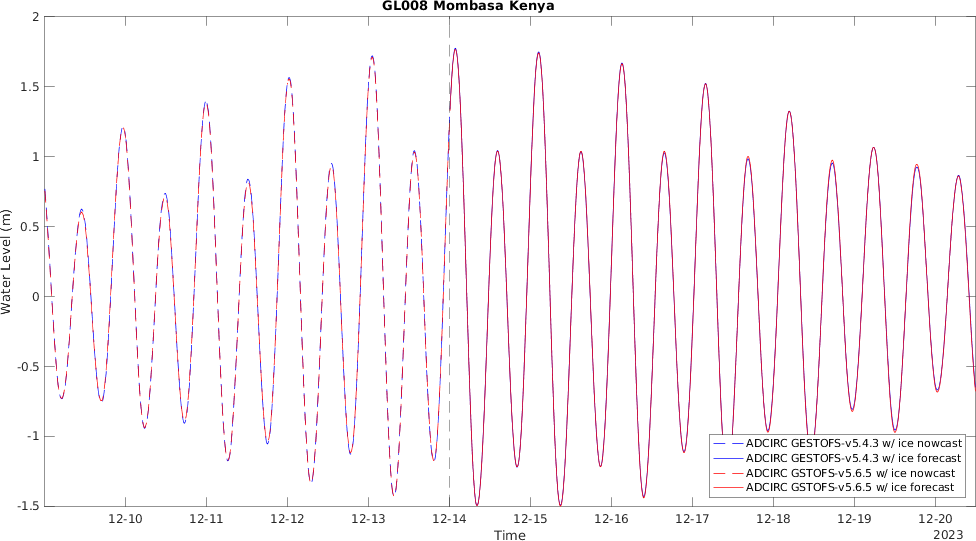 GL008 Mombasa Kenya
Water Level (m)
2
1.5
1
0.5
0
-0.5
-1
-1.5
ADCIRC GESTOFS-v5.4.3 w/ ice nowcast
ADCIRC GESTOFS-v5.4.3 w/ ice forecast
ADCIRC GSTOFS-v5.6.5 w/ ice nowcast
ADCIRC GSTOFS-v5.6.5 w/ ice forecast
12-10 12-11 12-12 12-13 12-14 12-15 12-16 12-17 12-18 12-19 12-20
Time
2023